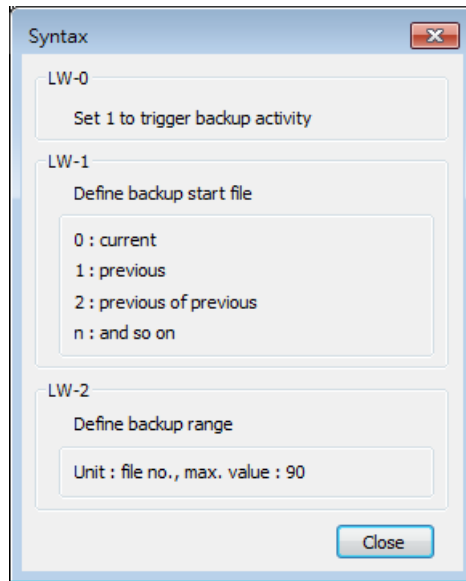 Syntax
LW-0
Set 1 to trigger backup activity
LW-1
Define backup start file
0 : current
1 : previous
2 : previous of previous
n : and so on
LW-2
Define backup range
Unit : file no., max. value : 90
Close